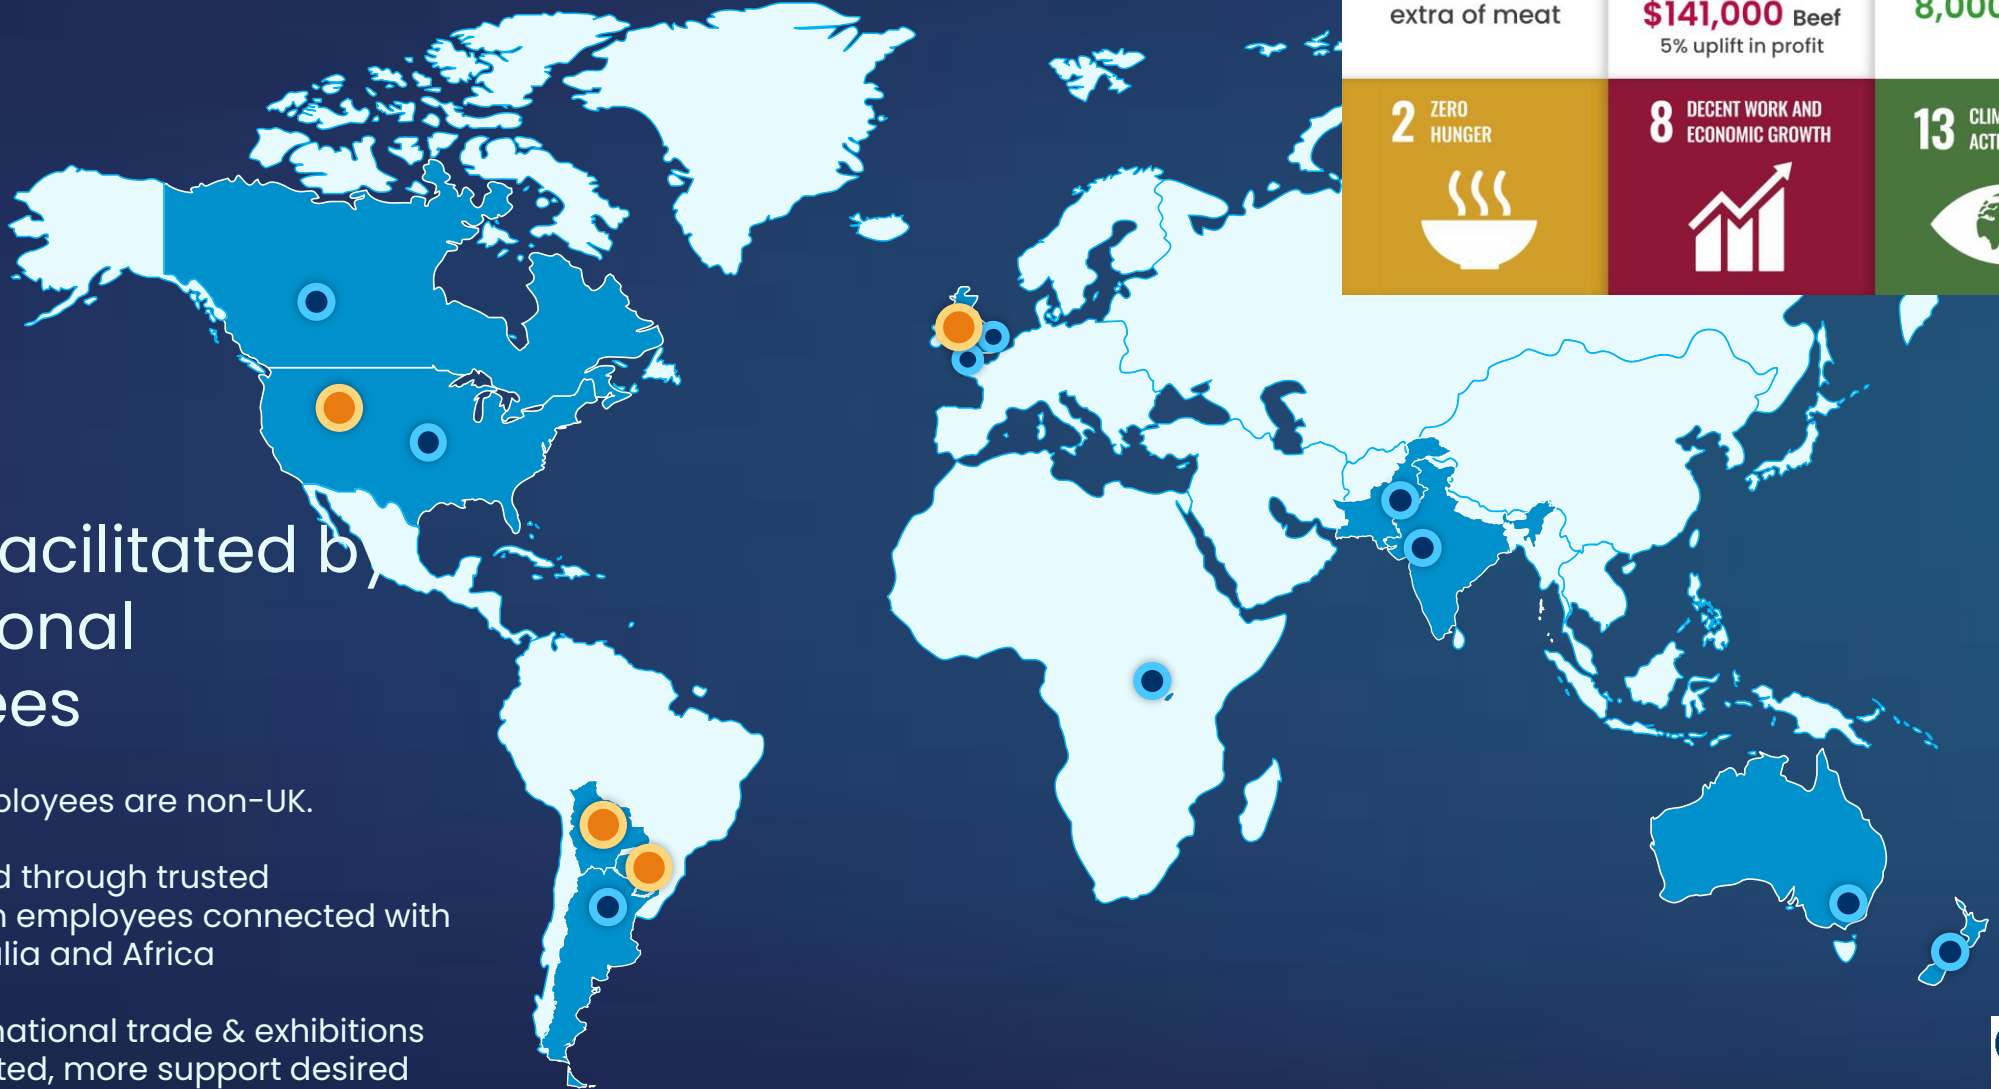 extra of meat
$141,000 Beef
5% uplift in profit
8,000
2 ZERO
HUNGER
8 DECENT WORK AND
ECONOMIC GROWTH
13
acilitated by
onal
ees
ployees are non-UK.
d through trusted
n employees connected with
lia and Africa
national trade & exhibitions
ted, more support desired